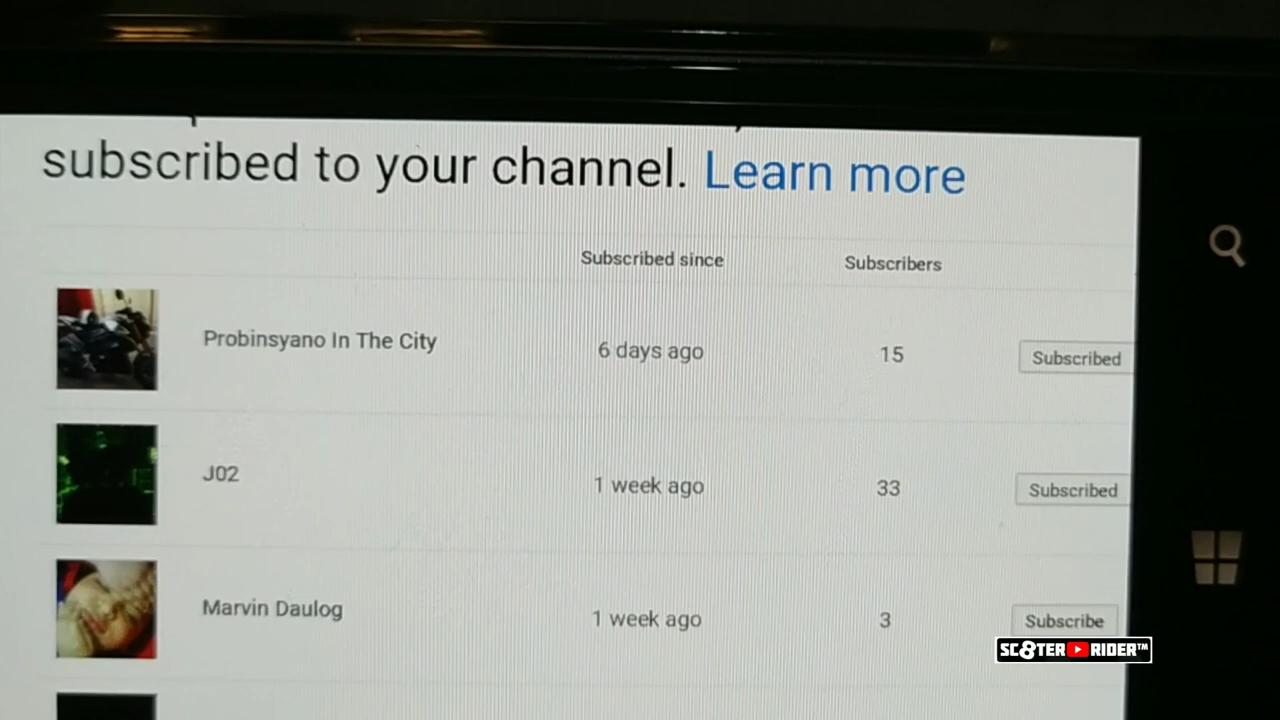 subscribed to your channel. Learn more
Subscribed since Subscribers
Probinsyano In The City 6 days ago 15 Subscribed
J02 1 week ago 33 Subscribed
Marvin Daulog 1 week ago 3 Subscribe
SC8TER RIDER™